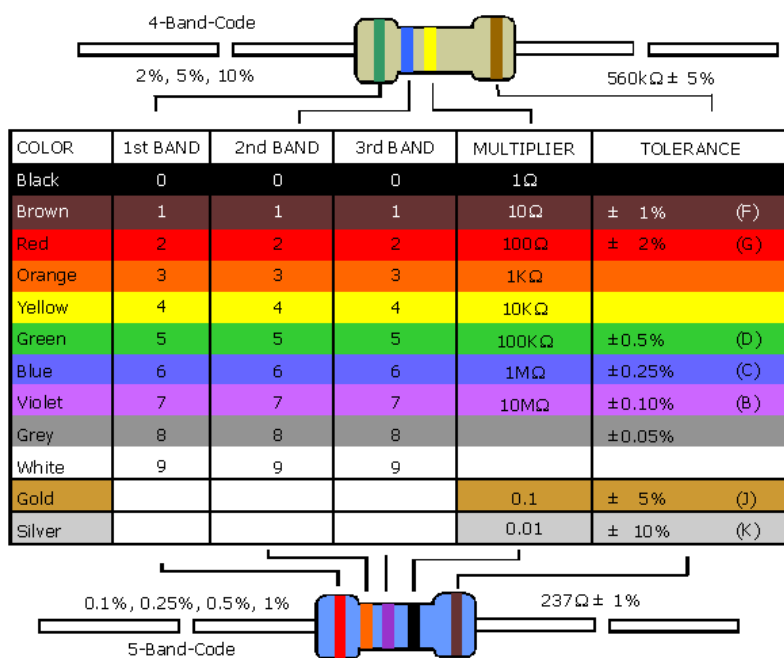 4-Band-Code
2%, 5%, 10% 560kΩ ± 5%
COLOR 1st BAND 2nd BAND 3rd BAND MULTIPLIER TOLERANCE
Black 0 0 0 1Ω
Brown 1 1 1 10Ω ± 1% (F)
Red 2 2 2 100Ω ± 2% (G)
Orange 3 3 3 1KΩ
Yellow 4 4 4 10KΩ
Green 5 5 5 100KΩ ±0.5% (D)
Blue 6 6 6 1MΩ ±0.25% (C)
Violet 7 7 7 10MΩ ±0.10% (B)
Grey 8 8 8 ±0.05%
White 9 9 9
Gold 0.1 ± 5% (J)
Silver 0.01 ± 10% (K)
0.1%, 0.25%, 0.5%, 1% 237Ω ± 1%
5-Band-Code